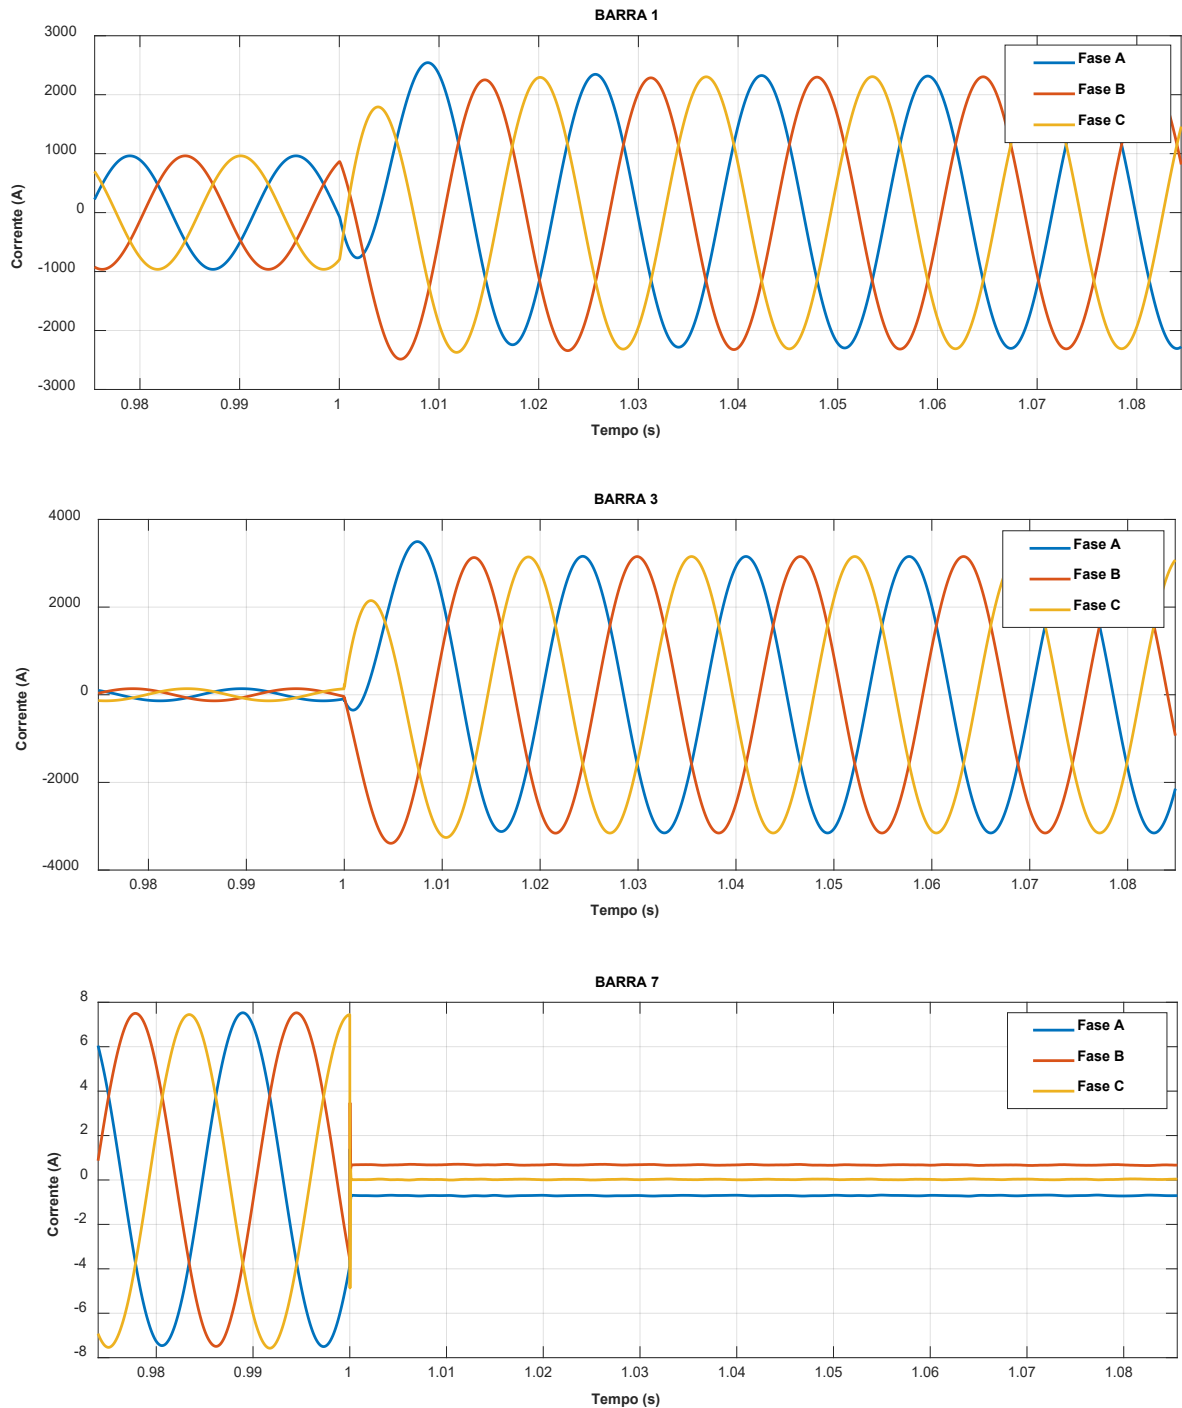 BARRA 1
3000
2000
1000
0
-1000
-2000
-3000
Corrente (A)
Fase A
Fase B
Fase C
0.98 0.99 1 1.01 1.02 1.03 1.04 1.05 1.06 1.07 1.08
Tempo (s)
BARRA 3
4000
2000
0
-2000
-4000
Corrente (A)
Fase A
Fase B
Fase C
0.98 0.99 1 1.01 1.02 1.03 1.04 1.05 1.06 1.07 1.08
Tempo (s)
BARRA 7
8
6
4
2
0
-2
-4
-6
-8
Corrente (A)
Fase A
Fase B
Fase C
0.98 0.99 1 1.01 1.02 1.03 1.04 1.05 1.06 1.07 1.08
Tempo (s)